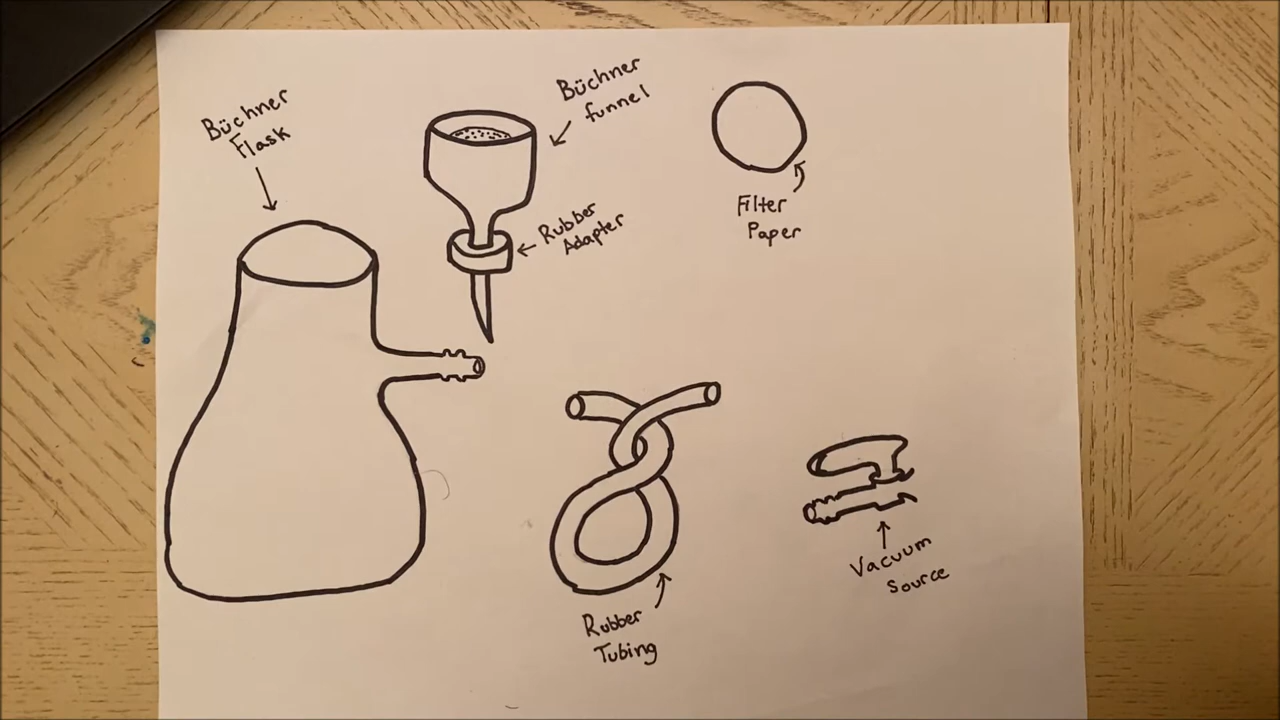 Büchner
Flask
Büchner
funnel
Rubber
Adapter
Filter
Paper
Rubber
Tubing
Vacuum
Source